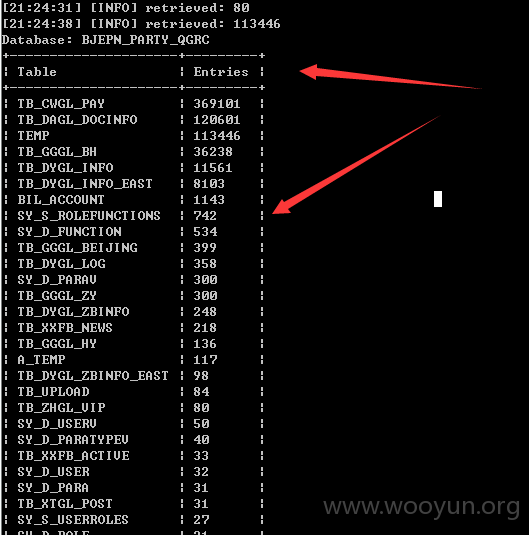 [21:24:31] [INFO] retrieved: 80
[21:24:38] [INFO] retrieved: 113446
Database: BJEPN_PARTY_QGRC
+---------------------+---------+
| Table | Entries |
+---------------------+---------+
| TB_CWGL_PAY | 369101 |
| TB_DAGL_DOCINFO | 120601 |
| TEMP | 113446 |
| TB_GGGL_BH | 36238 |
| TB_DYGL_INFO | 11561 |
| TB_DYGL_INFO_EAST | 8103 |
| BIL_ACCOUNT | 1143 |
| SY_S_ROLEFUNCTIONS | 742 |
| SY_D_FUNCTION | 534 |
| TB_GGGL_BEIJING | 399 |
| TB_DYGL_LOG | 358 |
| SY_D_PARAV | 300 |
| TB_GGGL_ZY | 300 |
| TB_DYGL_ZBINFO | 248 |
| TB_XXFB_NEWS | 218 |
| TB_GGGL_HY | 136 |
| A_TEMP | 117 |
| TB_DYGL_ZBINFO_EAST | 98 |
| TB_UPLOAD | 84 |
| TB_ZHGL_VIP | 80 |
| SY_D_USERV | 50 |
| SY_D_PARATYPEV | 40 |
| TB_XXFB_ACTIVE | 33 |
| SY_D_USER | 32 |
| SY_D_PARA | 31 |
| TB_XTGL_POST | 31 |
| SY_S_USERROLES | 27 |
www.wooyun.org